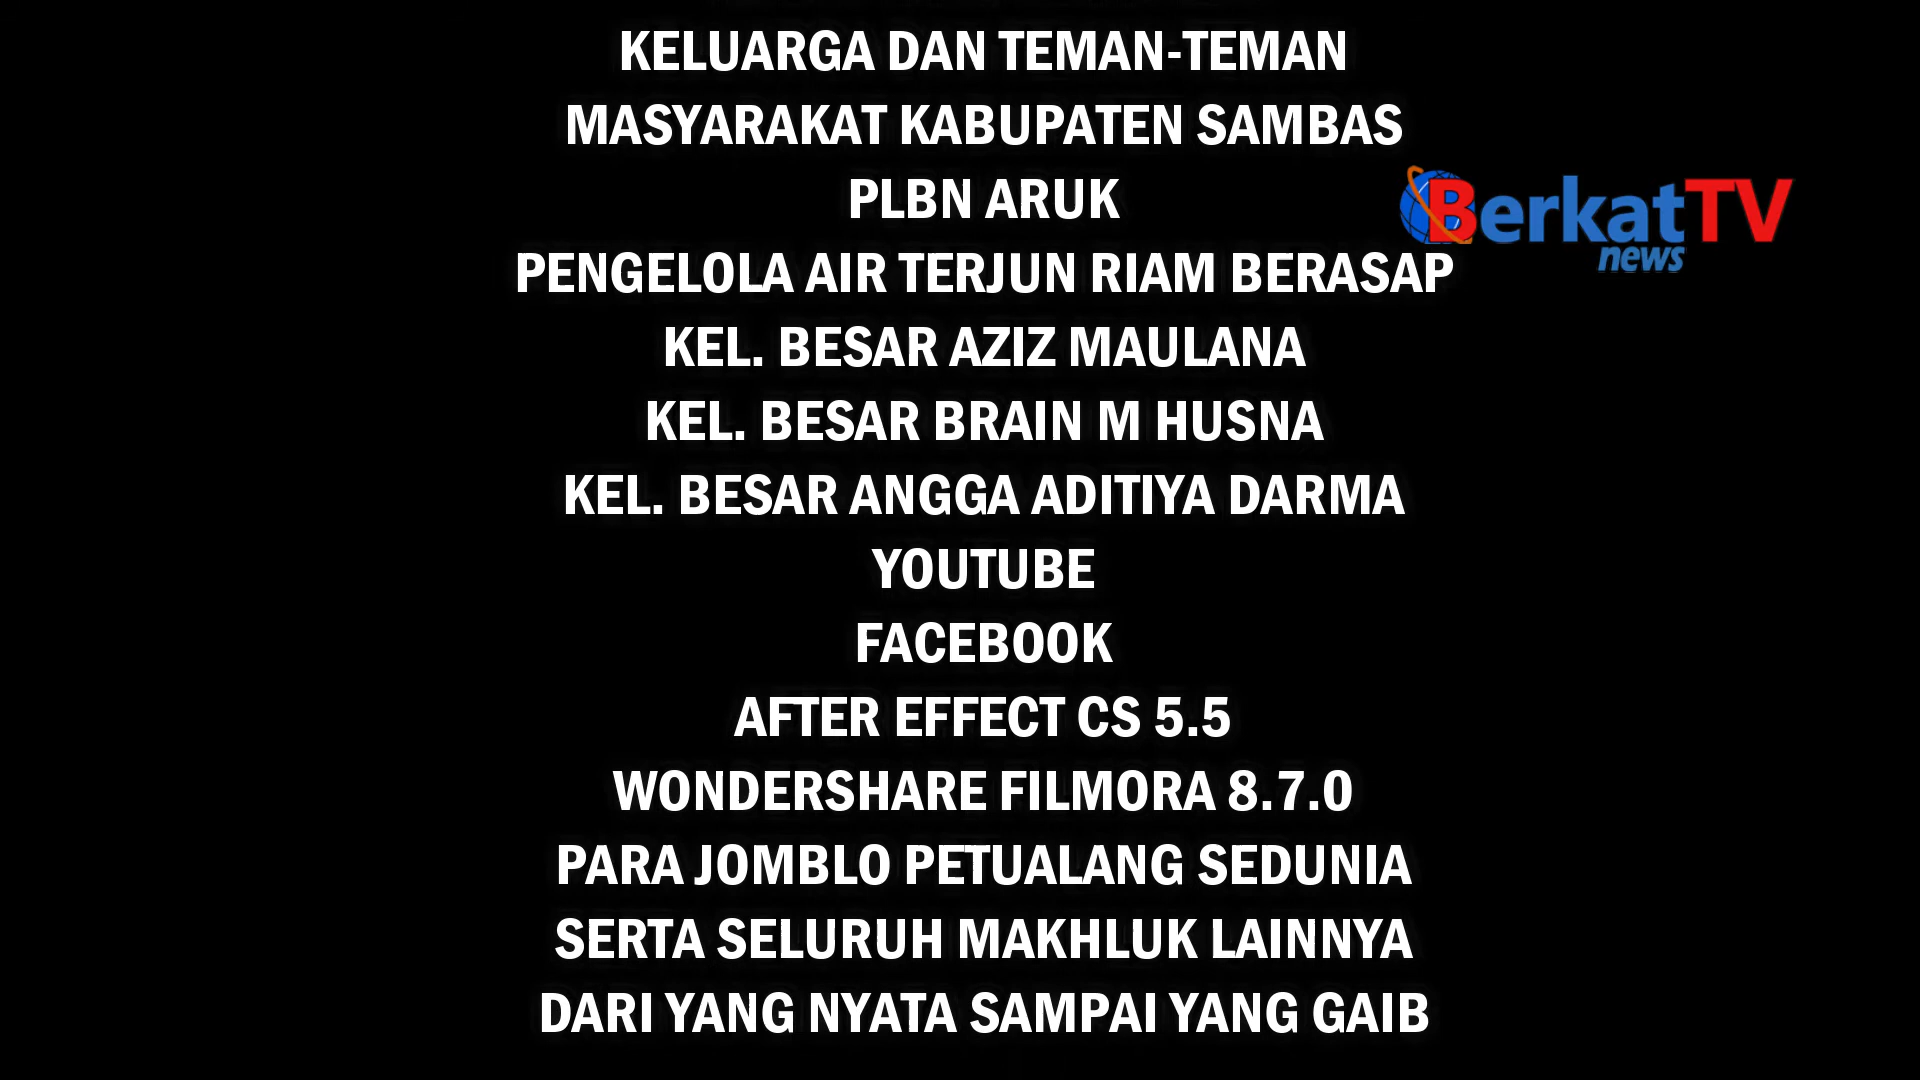 KELUARGA DAN TEMAN-TEMAN
MASYARAKAT KABUPATEN SAMBAS
PLBN ARUK
BerkatTV
news
PENGELOLA AIR TERJUN RIAM BERASAP
KEL. BESAR AZIZ MAULANA
KEL. BESAR BRAIN M HUSNA
KEL. BESAR ANGGA ADITIYA DARMA
YOUTUBE
FACEBOOK
AFTER EFFECT CS 5.5
WONDERSHARE FILMORA 8.7.0
PARA JOMBLO PETUALANG SEDUNIA
SERTA SELURUH MAKHLUK LAINNYA
DARI YANG NYATA SAMPAI YANG GAIB